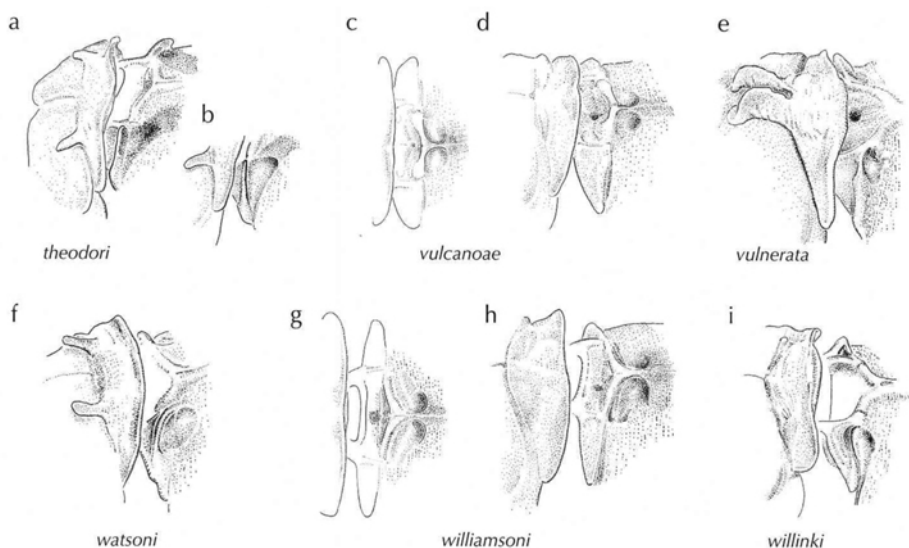 a
b
c
d
e
theodori
vulcanoae
vulnerata
f
g
h
i
watsoni
williamsoni
willinki